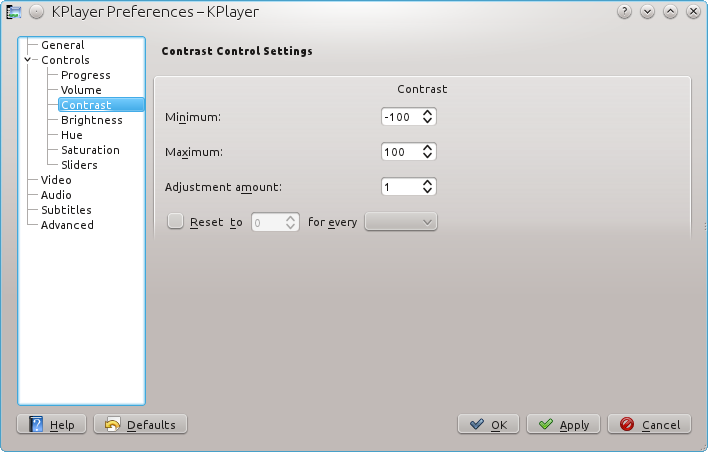 KPlayer Preferences – KPlayer
General
Controls
Progress
Volume
Contrast
Brightness
Hue
Saturation
Sliders
Video
Audio
Subtitles
Advanced
Contrast Control Settings
Contrast
Minimum: -100
Maximum: 100
Adjustment amount: 1
Reset to 0 for every
Help Defaults OK Apply Cancel